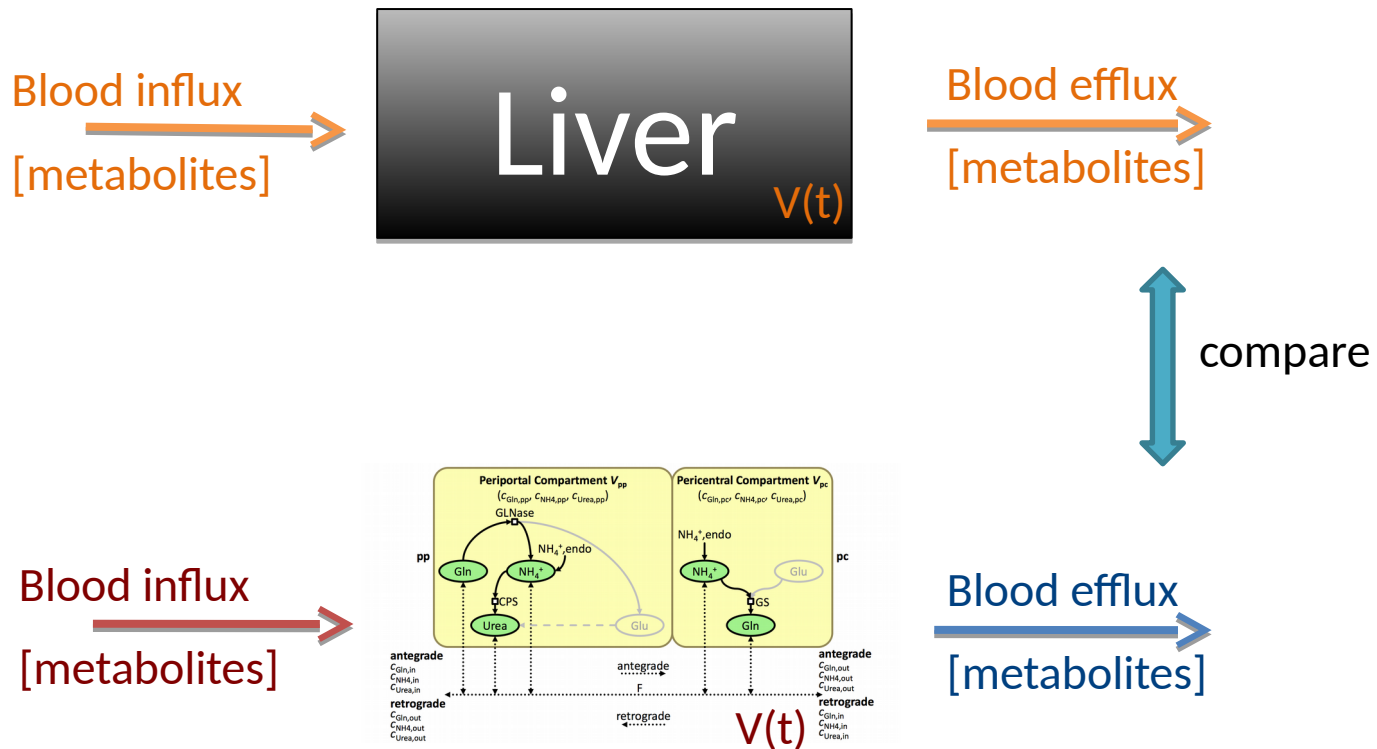 Blood influx
[metabolites]
Liver
V(t)
Blood efflux
[metabolites]
compare
Blood influx
[metabolites]
Periportal Compartment Vpp
(cGln,pp, cNH4,pp, cUrea,pp)
GLNase
pp
NH4+,endo
Gln
NH4+
CPS
Urea
Glu
Pericentral Compartment Vpc
(cGln,pc, cNH4,pc, cUrea,pc)
NH4+,endo
pc
NH4+
Glu
GS
Gln
antegrade
cGln,in
cNH4,in
cUrea,in
retrograde
cGln,out
cNH4,out
cUrea,out
antegrade
F
retrograde
V(t)
antegrade
cGln,out
cNH4,out
cUrea,out
retrograde
cGln,in
cNH4,in
cUrea,in
Blood efflux
[metabolites]